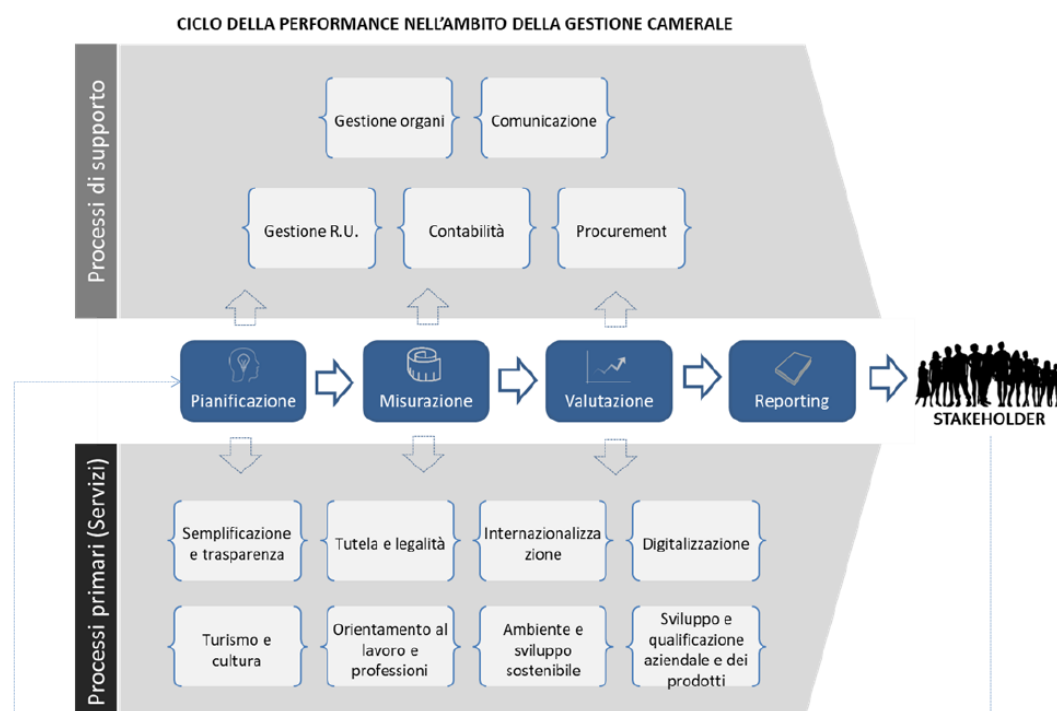 CICLO DELLA PERFORMANCE NELL'AMBITO DELLA GESTIONE CAMERALE
Processi di supporto
Gestione organi
Comunicazione
Gestione R.U.
Contabilità
Procurement
Pianificazione
Misurazione
Valutazione
Reporting
STAKEHOLDER
Processi primari (Servizi)
Semplificazione
e trasparenza
Tutela e legalità
Internazionalizza
zione
Digitalizzazione
Turismo e
cultura
Orientamento al
lavoro e
professioni
Ambiente e
sviluppo
sostenibile
Sviluppo e
qualificazione
aziendale e dei
prodotti